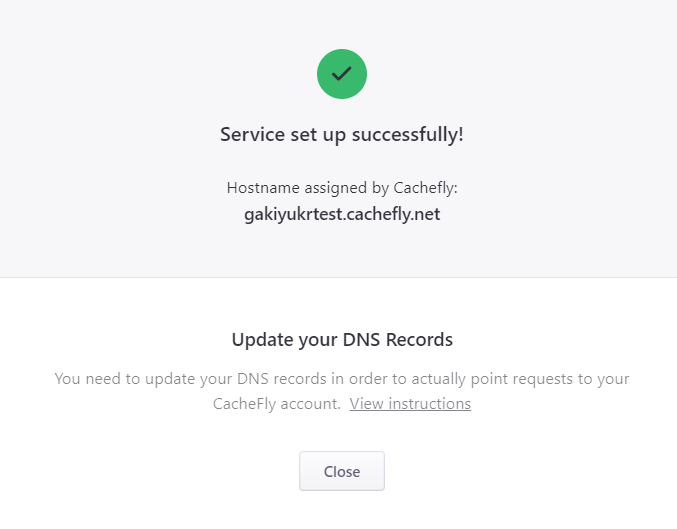 Service set up successfully!
Hostname assigned by Cachefly:
gakiyukrtest.cachefly.net
Update your DNS Records
You need to update your DNS records in order to actually point requests to your
CacheFly account. View instructions
Close